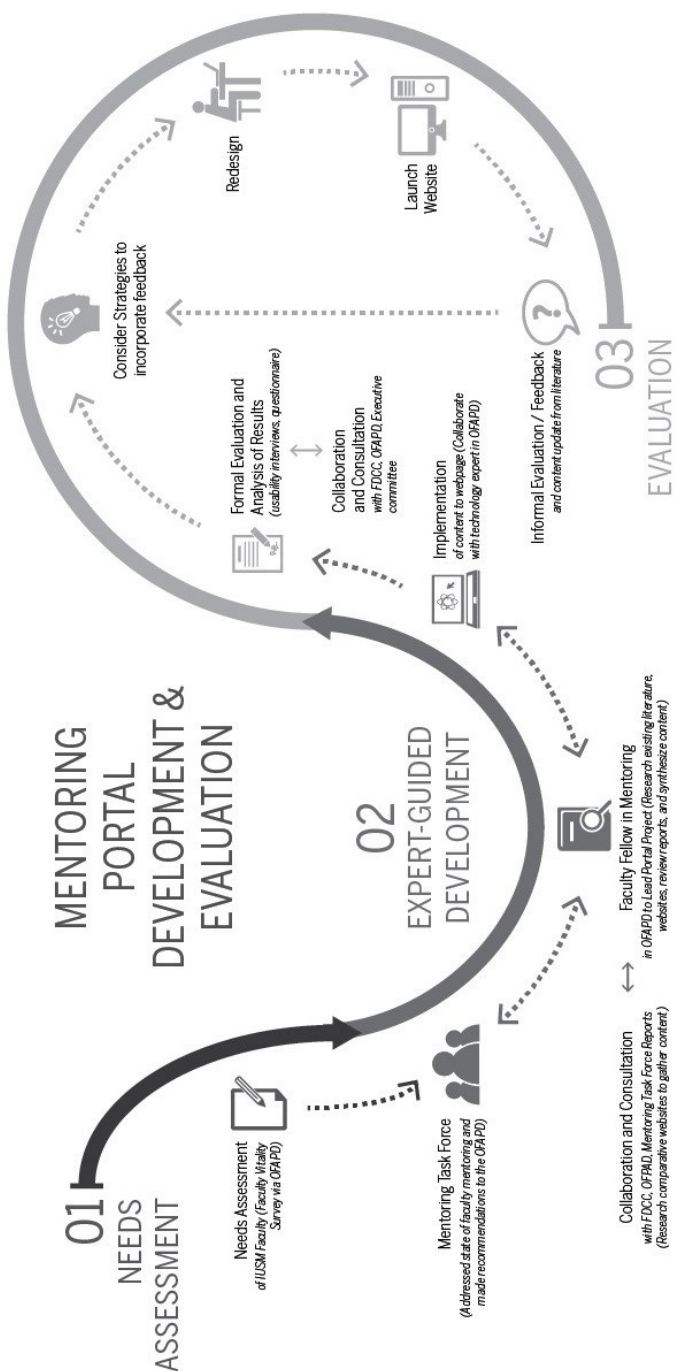 MENTORING
PORTAL
DEVELOPMENT &
EVALUATION
01
NEEDS
ASSESSMENT
Needs Assessment
of IUSM Faculty (Faculty Vitality
Survey via OFAPD)
Mentoring Task Force
(Addressed state of faculty mentoring and
made recommendations to the OFAPD)
02
EXPERT-GUIDED
DEVELOPMENT
Collaboration and Consultation
with FDCC, OFPAD, Mentoring Task Force Reports
(Research comparative websites to gather content)
Faculty Fellow in Mentoring
in OFAPD to Lead Portal Project (Research existing literature,
websites, review reports, and synthesize content)
Implementation
of content to webpage (Collaborate
with technology expert in OFAPD)
Formal Evaluation and
Analysis of Results
(usability interviews, questionnaire)
Collaboration
and Consultation
with FDCC, OFAPD, Executive
committee
Consider Strategies to
incorporate feedback
Redesign
Launch
Website
Informal Evaluation / Feedback
and content update from literature
?
03
EVALUATION